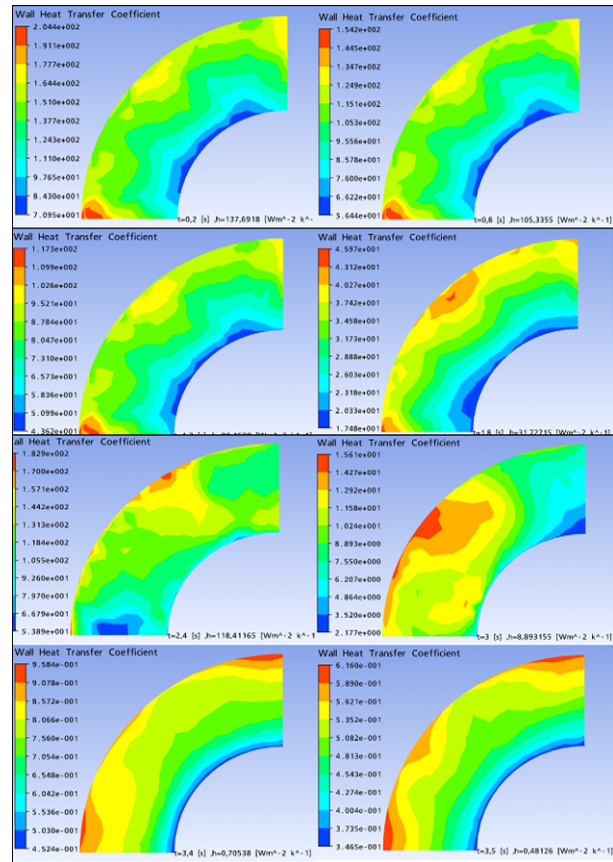 Wall Heat Transfer Coefficient
2.044e+002
1.911e+002
1.777e+002
1.644e+002
1.510e+002
1.377e+002
1.243e+002
1.110e+002
9.765e+001
8.430e+001
7.095e+001
t=0,2 [s] ,h=137,6918 [Wm^-2 k^-
Wall Heat Transfer Coefficient
1.542e+002
1.445e+002
1.347e+002
1.249e+002
1.151e+002
1.053e+002
9.556e+001
8.578e+001
7.600e+001
6.622e+001
5.644e+001
t=0,8 [s] ,h=105,3355 [Wm^-2 k^-1]
Wall Heat Transfer Coefficient
1.173e+002
1.099e+002
1.026e+002
9.521e+001
8.784e+001
8.047e+001
7.310e+001
6.573e+001
5.836e+001
5.099e+001
4.362e+001
Wall Heat Transfer Coefficient
4.597e+001
4.312e+001
4.027e+001
3.742e+001
3.458e+001
3.173e+001
2.888e+001
2.603e+001
2.318e+001
2.033e+001
1.748e+001
t=1,8 [s] ,h=31,72715 [Wm^-2 k^-1]
all Heat Transfer Coefficient
1.829e+002
1.700e+002
1.571e+002
1.442e+002
1.313e+002
1.184e+002
1.055e+002
9.260e+001
7.970e+001
6.679e+001
5.389e+001
t=2,4 [s] ,h=118,41165 [Wm^-2 k^-1
Wall Heat Transfer Coefficient
1.561e+001
1.427e+001
1.292e+001
1.158e+001
1.024e+001
8.893e+000
7.550e+000
6.207e+000
4.864e+000
3.520e+000
2.177e+000
t=3 [s] ,h=8,893155 [Wm^-2 k^-1]
Wall Heat Transfer Coefficient
9.584e-001
9.078e-001
8.572e-001
8.066e-001
7.560e-001
7.054e-001
6.548e-001
6.042e-001
5.536e-001
5.030e-001
4.524e-001
t=3,4 [s] ,h=0,70538 [Wm^-2 k^-1]
Wall Heat Transfer Coefficient
6.160e-001
5.890e-001
5.621e-001
5.352e-001
5.082e-001
4.813e-001
4.543e-001
4.274e-001
4.004e-001
3.735e-001
3.465e-001
t=3,5 [s] ,h=0,48126 [Wm^-2 k^-1]